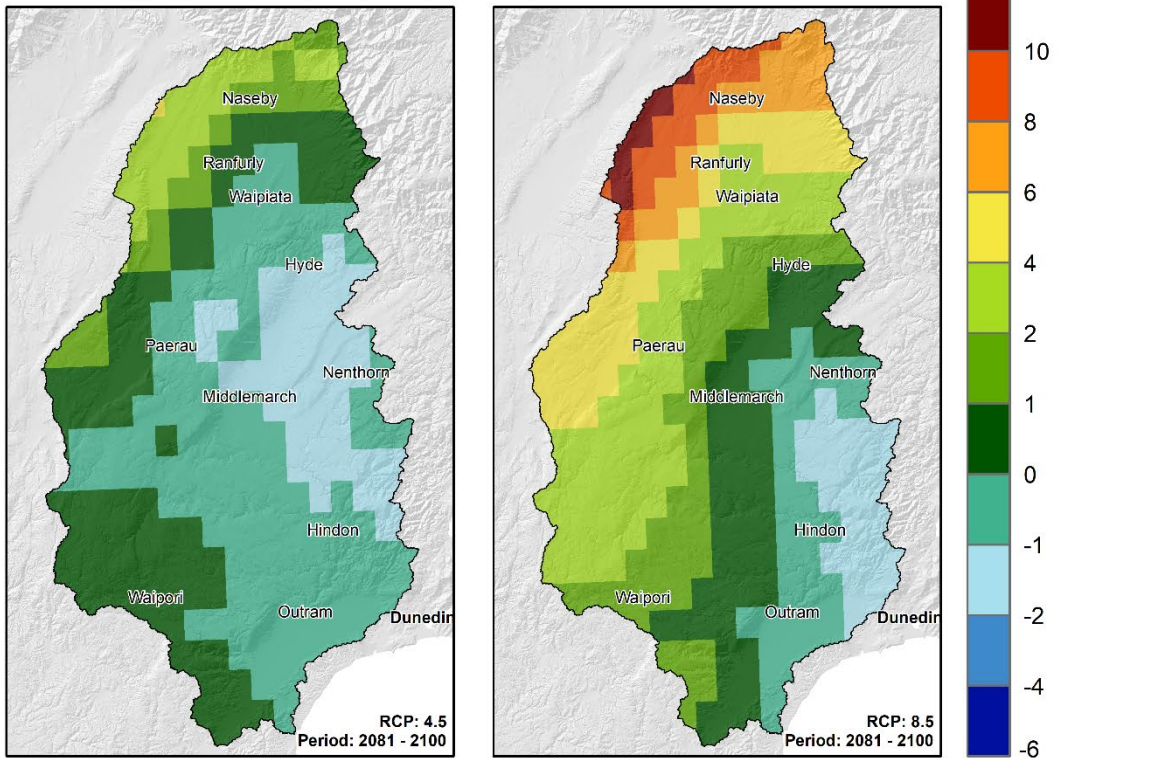 Naseby
Ranfurly
Waipiata
Hyde
Paerau
Nenthorn
Middlemarch
Hindon
Waipori
Outram
Dunedin
RCP: 4.5
Period: 2081 - 2100
Naseby
Ranfurly
Waipiata
Hyde
Paerau
Nenthorn
Middlemarch
Hindon
Waipori
Outram
Dunedin
RCP: 8.5
Period: 2081 - 2100
10
8
6
4
2
1
0
-1
-2
-4
-6